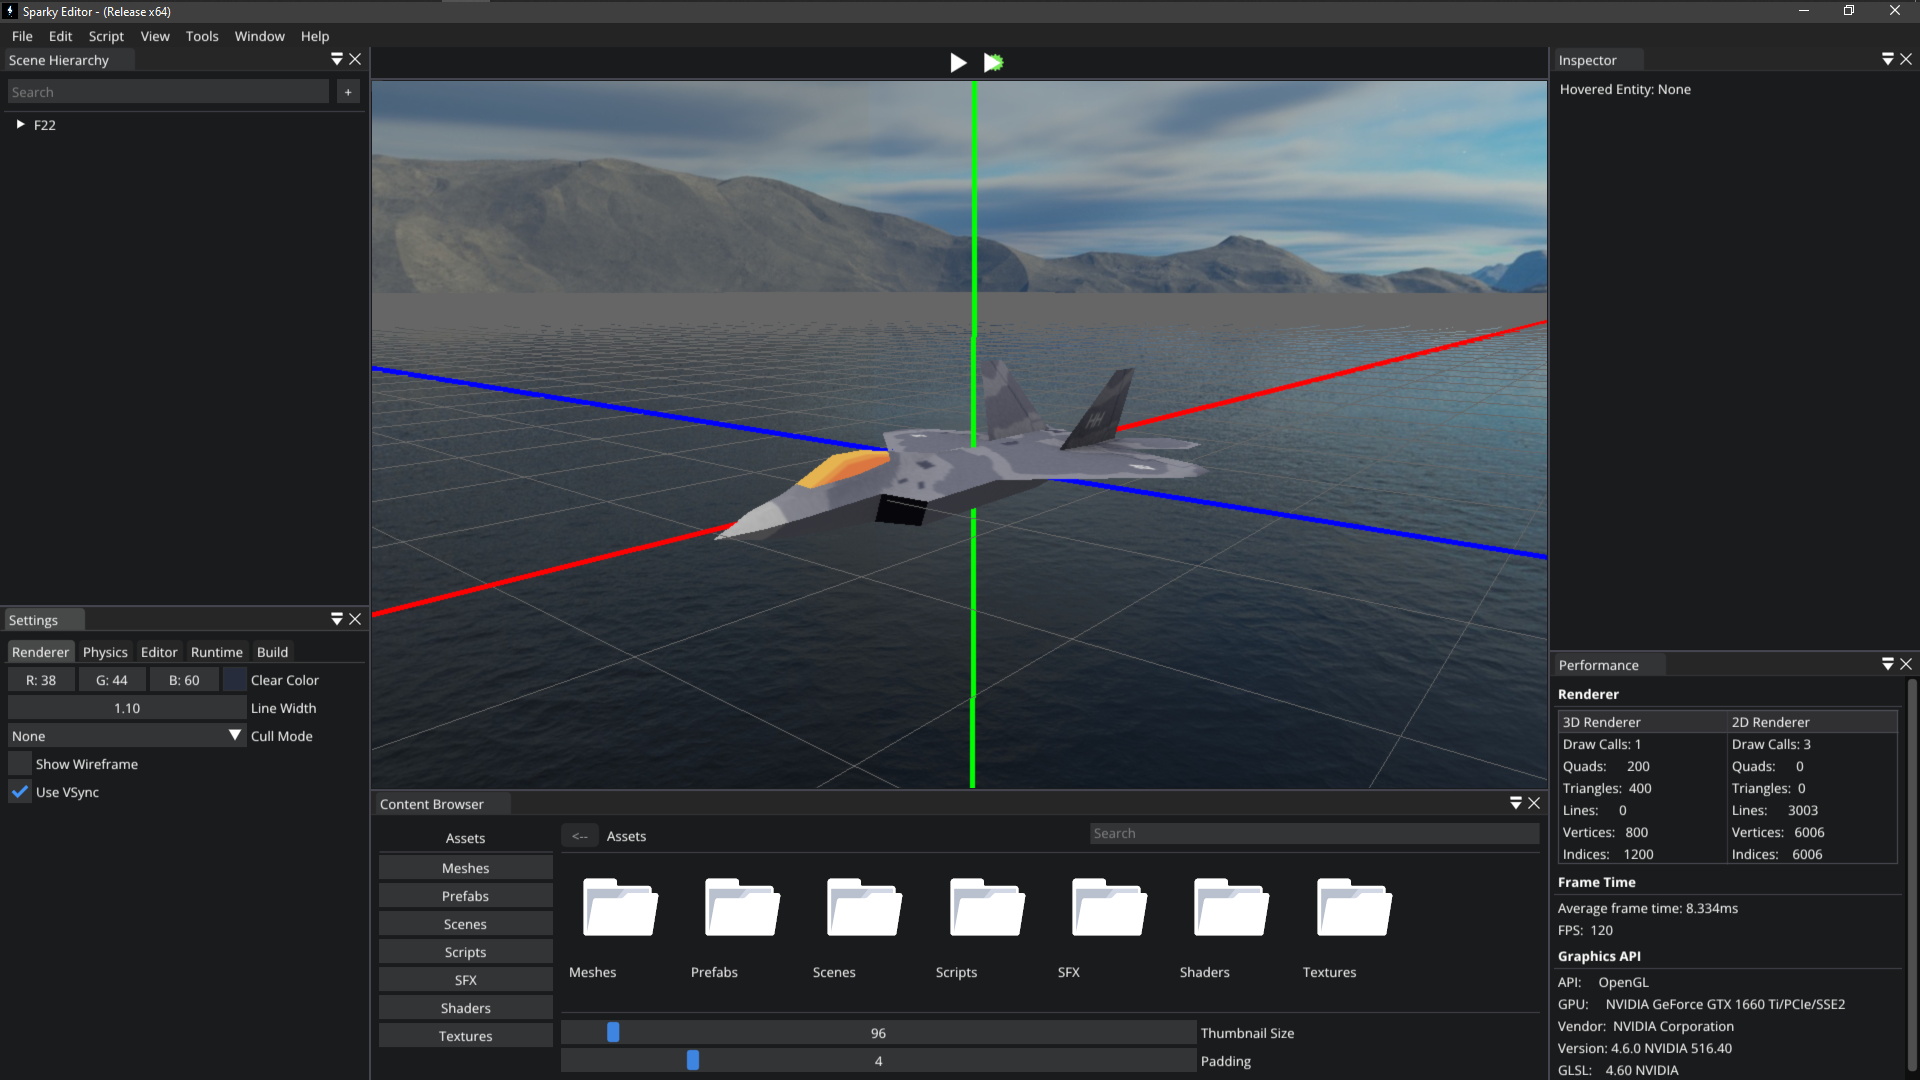 Sparky Editor - (Release x64)
File Edit Script View Tools Window Help
Scene Hierarchy
Search +
F22
Settings
Renderer Physics Editor Runtime Build
R: 38 G: 44 B: 60 Clear Color
1.10 Line Width
None Cull Mode
Show Wireframe
Use VSync
HH
Content Browser
Assets
Meshes
Prefabs
Scenes
Scripts
SFX
Shaders
Textures
<-- Assets Search
Meshes Prefabs Scenes Scripts SFX Shaders Textures
96 Thumbnail Size
4 Padding
Inspector
Hovered Entity: None
Performance
Renderer
3D Renderer 2D Renderer
Draw Calls: 1 Draw Calls: 3
Quads: 200 Quads: 0
Triangles: 400 Triangles: 0
Lines: 0 Lines: 3003
Vertices: 800 Vertices: 6006
Indices: 1200 Indices: 6006
Frame Time
Average frame time: 8.334ms
FPS: 120
Graphics API
API: OpenGL
GPU: NVIDIA GeForce GTX 1660 Ti/PCIe/SSE2
Vendor: NVIDIA Corporation
Version: 4.6.0 NVIDIA 516.40
GLSL: 4.60 NVIDIA